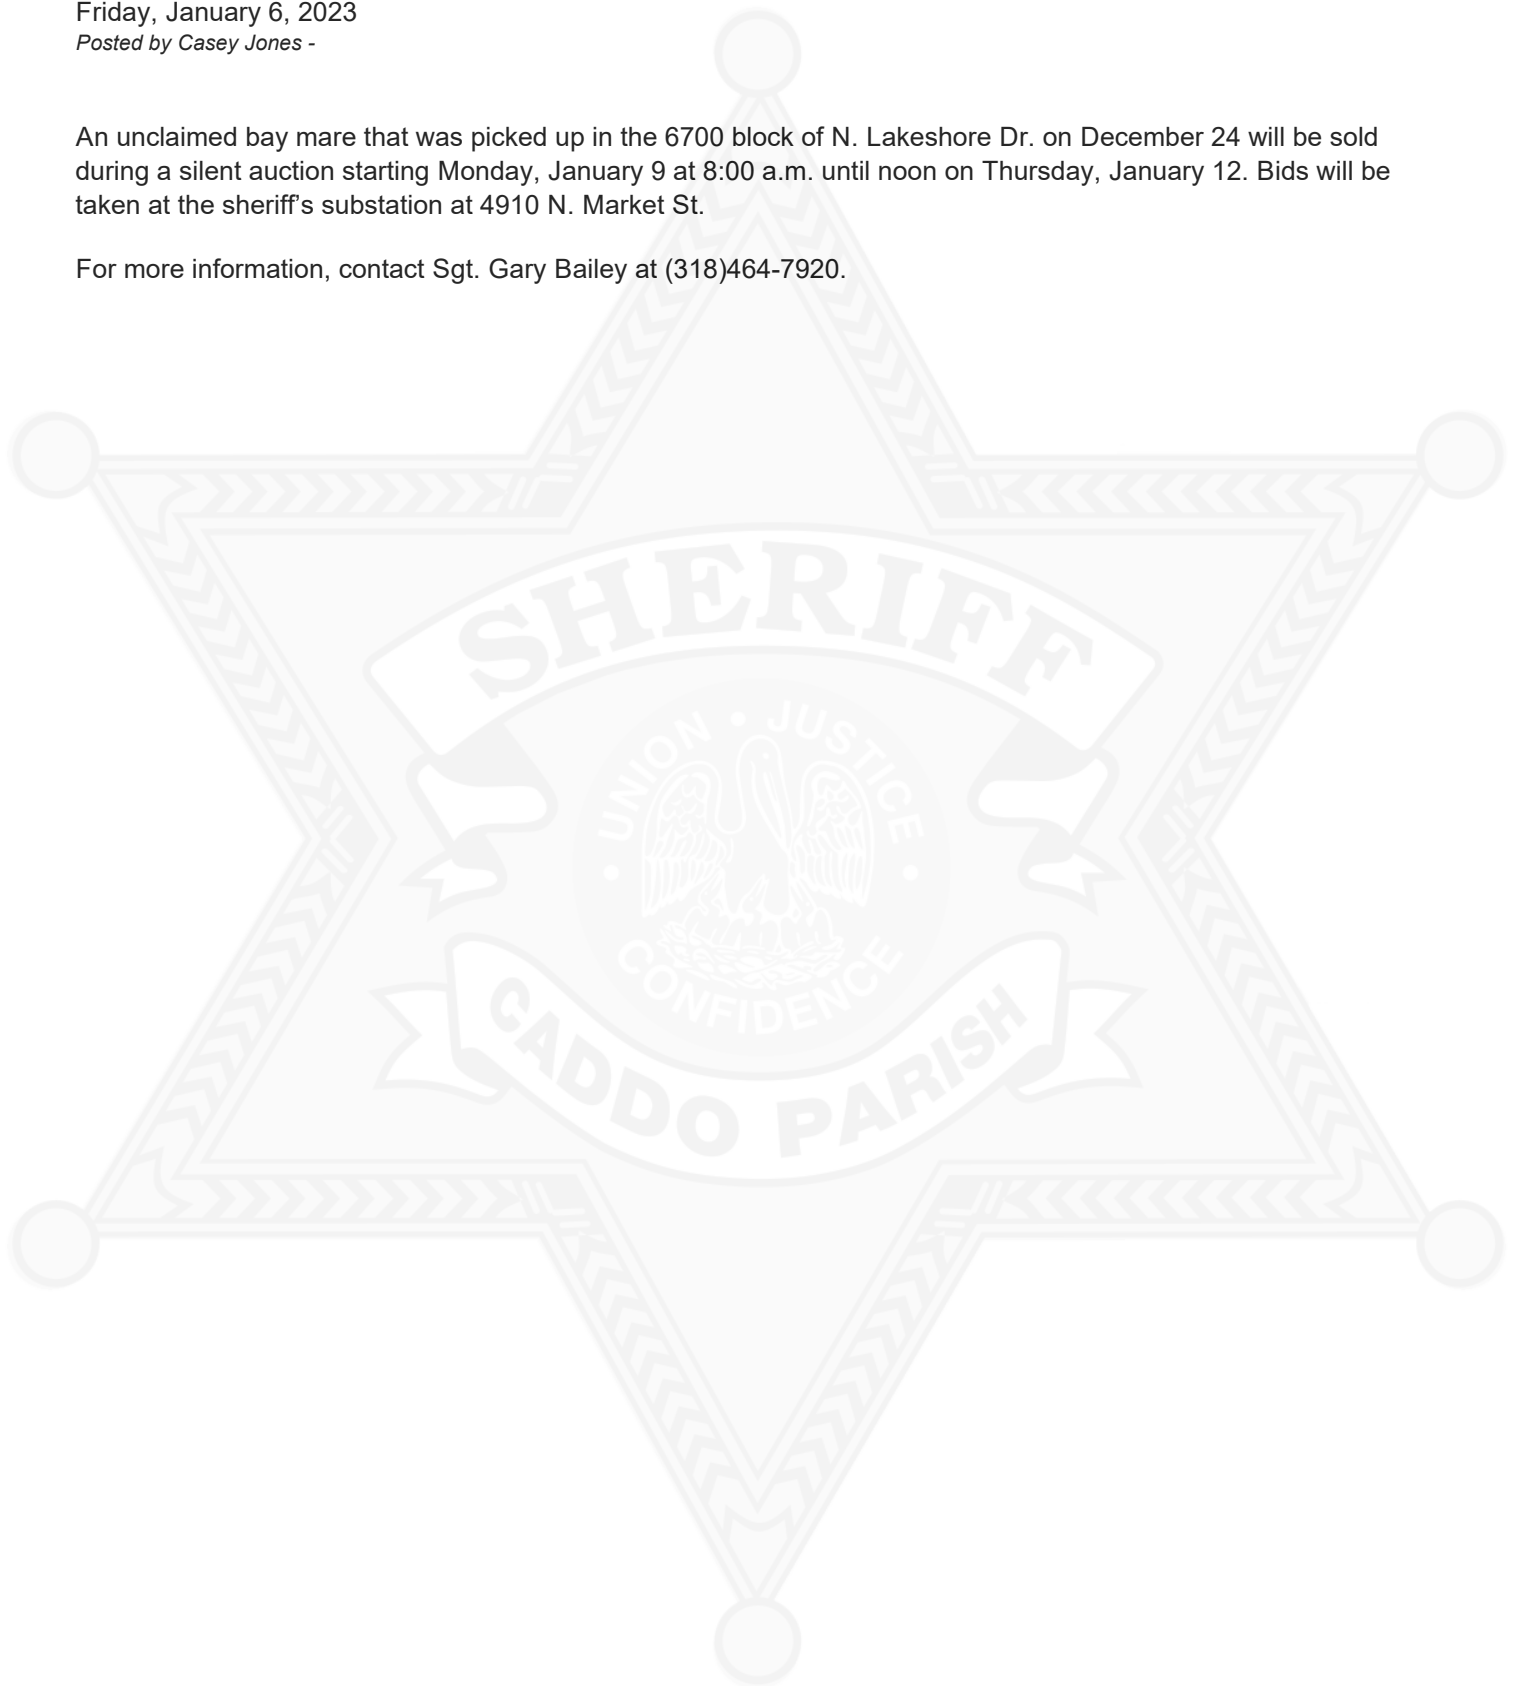 Friday, January 6, 2023
Posted by Casey Jones -
An unclaimed bay mare that was picked up in the 6700 block of N. Lakeshore Dr. on December 24 will be sold
during a silent auction starting Monday, January 9 at 8:00 a.m. until noon on Thursday, January 12. Bids will be
taken at the sheriff’s substation at 4910 N. Market St.
For more information, contact Sgt. Gary Bailey at (318)464-7920.
SHERIFF
UNION • JUSTICE
• CONFIDENCE •
CADDO PARISH